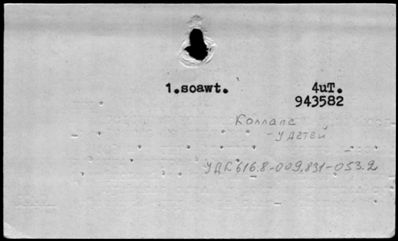 1.soawt. 4uT.
943582
Коллапс
- у детей
УДК 616.8-009.831-053.2